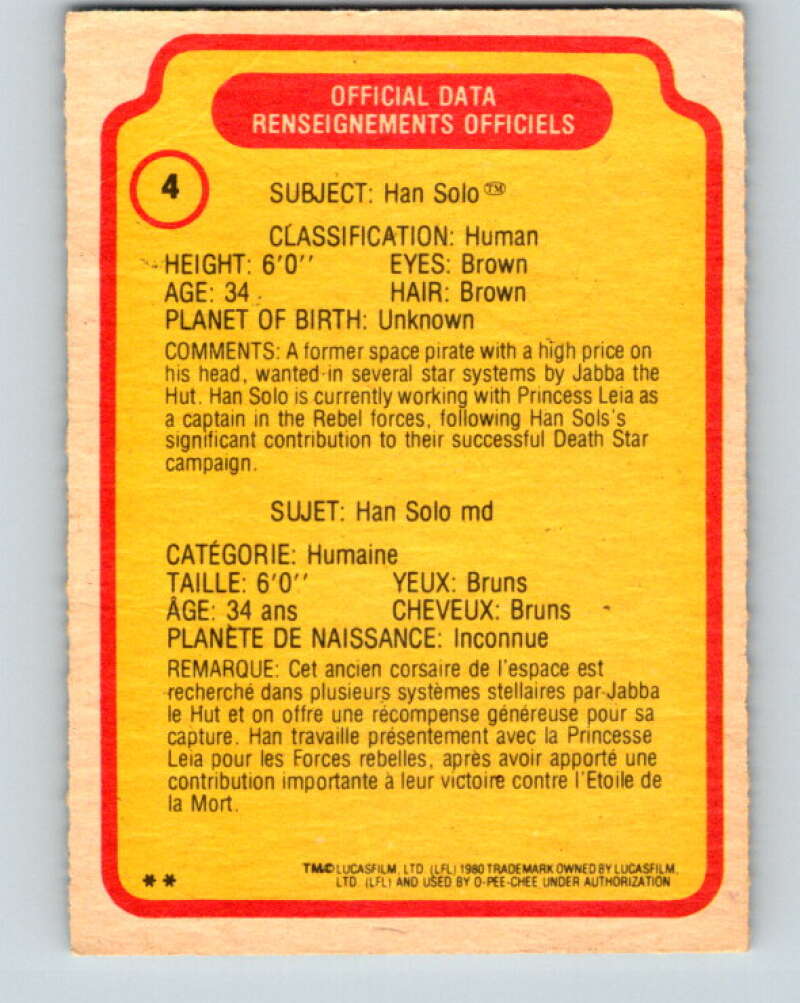 OFFICIAL DATA
RENSEIGNEMENTS OFFICIELS
4
SUBJECT: Han Solo™
CLASSIFICATION: Human
HEIGHT: 6'0'' EYES: Brown
AGE: 34 HAIR: Brown
PLANET OF BIRTH: Unknown
COMMENTS: A former space pirate with a high price on
his head, wanted in several star systems by Jabba the
Hut. Han Solo is currently working with Princess Leia as
a captain in the Rebel forces, following Han Sols's
significant contribution to their successful Death Star
campaign.
SUJET: Han Solo md
CATÉGORIE: Humaine
TAILLE: 6'0'' YEUX: Bruns
ÂGE: 34 ans CHEVEUX: Bruns
PLANÈTE DE NAISSANCE: Inconnue
REMARQUE: Cet ancien corsaire de l'espace est
recherché dans plusieurs systèmes stellaires par Jabba
le Hut et on offre une récompense généreuse pour sa
capture. Han travaille présentement avec la Princesse
Leia pour les Forces rebelles, après avoir apporté une
contribution importante à leur victoire contre l'Etoile de
la Mort.
** TM© LUCASFILM, LTD. (LFL) 1980 TRADEMARK OWNED BY LUCASFILM,
LTD. (LFL) AND USED BY O-PEE-CHEE UNDER AUTHORIZATION